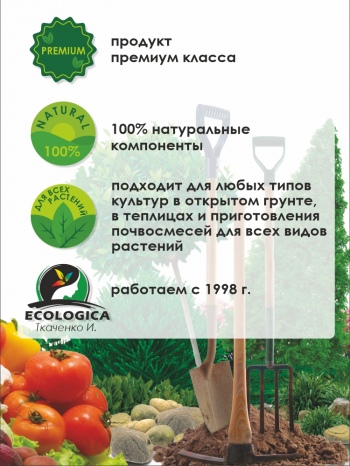 PREMIUM
продукт
премиум класса
NATURAL
100%
100% натуральные
компоненты
ДЛЯ ВСЕХ
РАСТЕНИЙ
подходит для любых типов
культур в открытом грунте,
в теплицах и приготовления
почвосмесей для всех видов
растений
работаем с 1998 г.
ECOLOGICA
Ткаченко И.